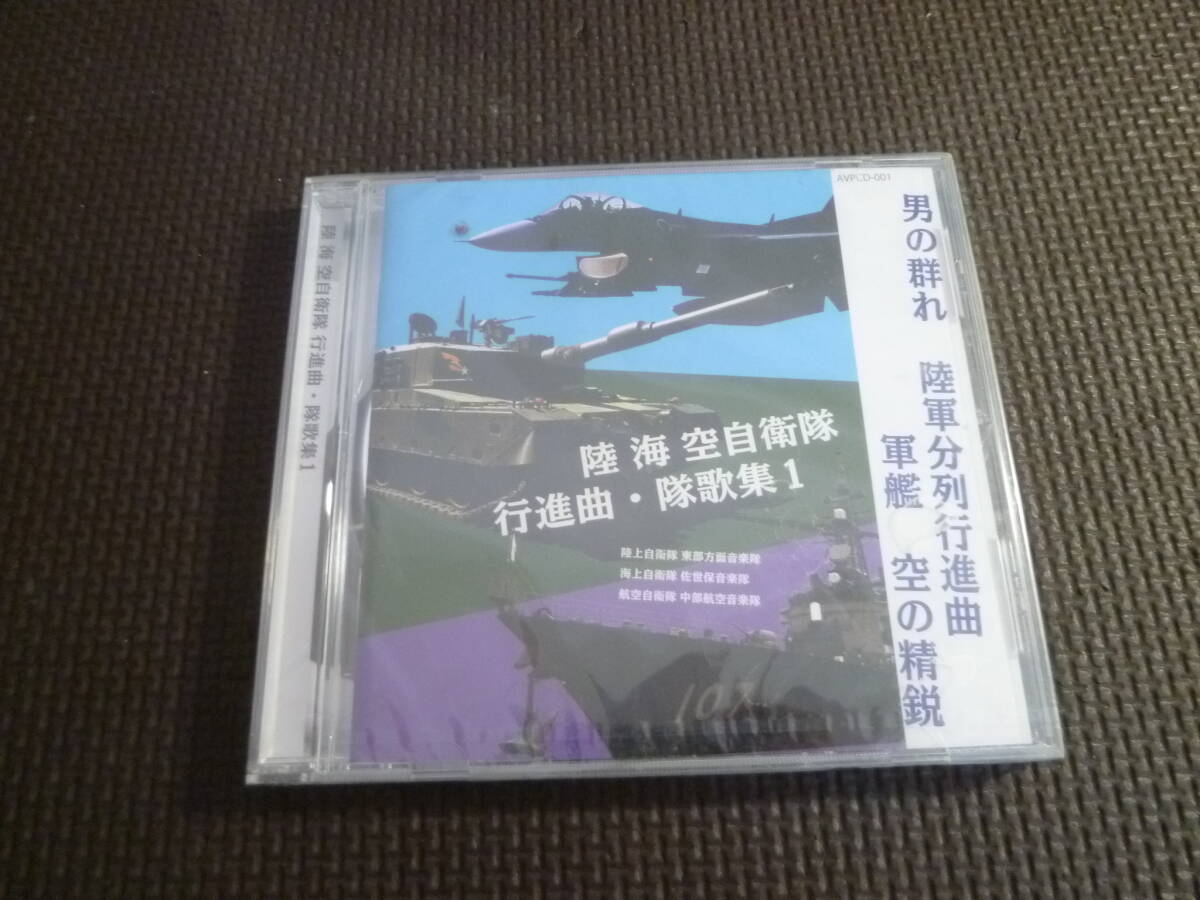 陸 海 空自衛隊 行進曲・隊歌集1
AVPCD-001
男の群れ 陸軍分列行進曲
軍艦 空の精鋭
陸 海 空自衛隊
行進曲・隊歌集1
陸上自衛隊 東部方面音楽隊
海上自衛隊 佐世保音楽隊
航空自衛隊 中部航空音楽隊